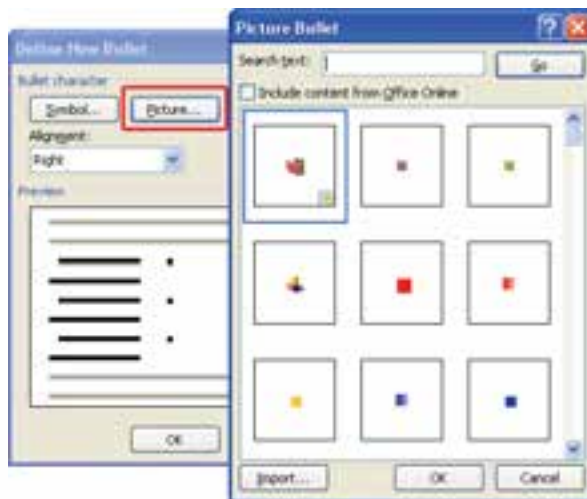 Define New Bullet
Bullet character
Symbol...
Picture...
Alignment:
Right
Preview
OK
Picture Bullet
Search text:
Go
Include content from Office Online
Import...
OK
Cancel